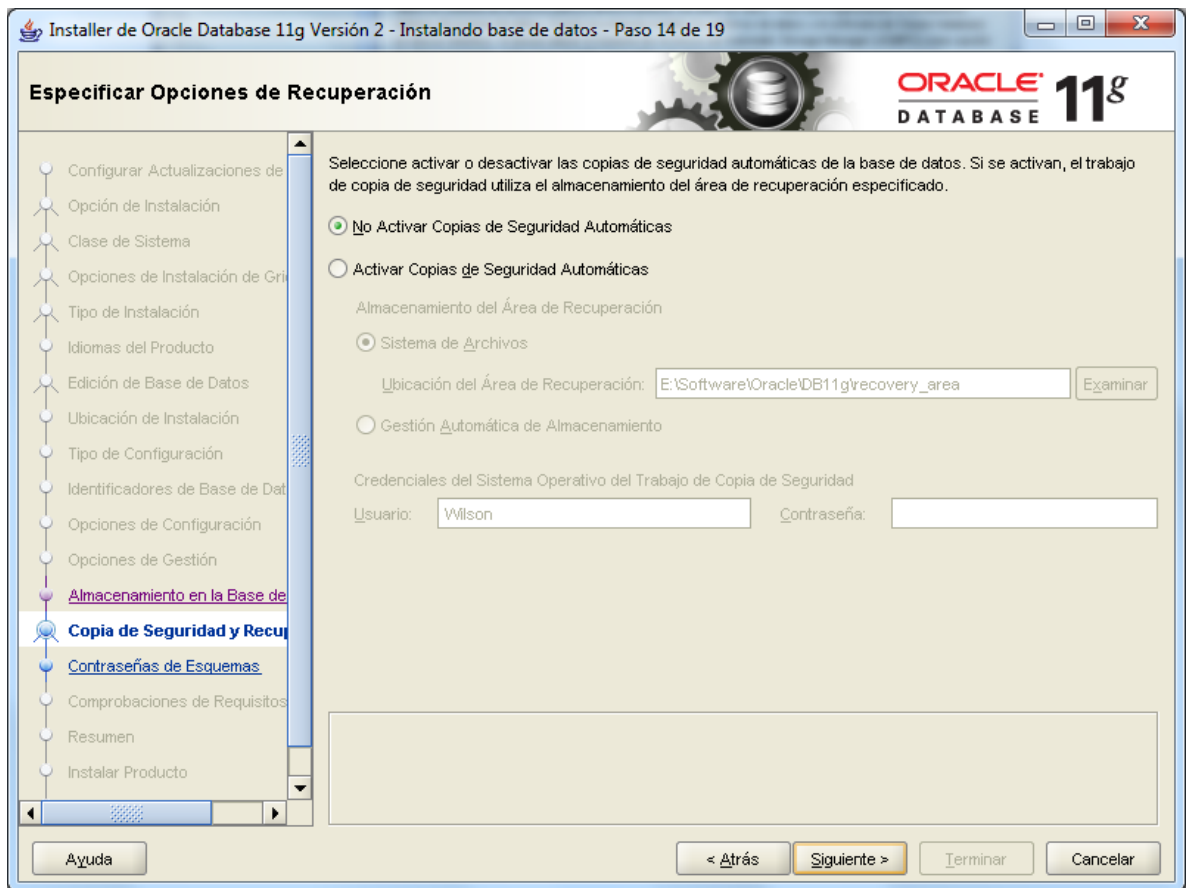 Installer de Oracle Database 11g Versión 2 - Instalando base de datos - Paso 14 de 19
Especificar Opciones de Recuperación
ORACLE DATABASE 11g
Configurar Actualizaciones de
Opción de Instalación
Clase de Sistema
Opciones de Instalación de Gri
Tipo de Instalación
Idiomas del Producto
Edición de Base de Datos
Ubicación de Instalación
Tipo de Configuración
Identificadores de Base de Dat
Opciones de Configuración
Opciones de Gestión
Almacenamiento en la Base de
Copia de Seguridad y Recup
Contraseñas de Esquemas
Comprobaciones de Requisitos
Resumen
Instalar Producto
Seleccione activar o desactivar las copias de seguridad automáticas de la base de datos. Si se activan, el trabajo
de copia de seguridad utiliza el almacenamiento del área de recuperación especificado.
No Activar Copias de Seguridad Automáticas
Activar Copias de Seguridad Automáticas
Almacenamiento del Área de Recuperación
Sistema de Archivos
Ubicación del Área de Recuperación: E:\Software\Oracle\DB11g\recovery_area Examinar
Gestión Automática de Almacenamiento
Credenciales del Sistema Operativo del Trabajo de Copia de Seguridad
Usuario: Wilson Contraseña:
Ayuda < Atrás Siguiente > Terminar Cancelar